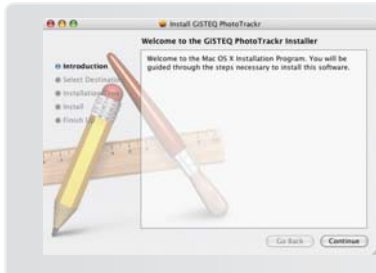 Install GiSTEQ PhotoTrackr
Welcome to the GiSTEQ PhotoTrackr Installer
Introduction
Select Destination
Installation
Install
Finish
Welcome to the Mac OS X Installation Program. You will be
guided through the steps necessary to install this software.
Go Back
Continue